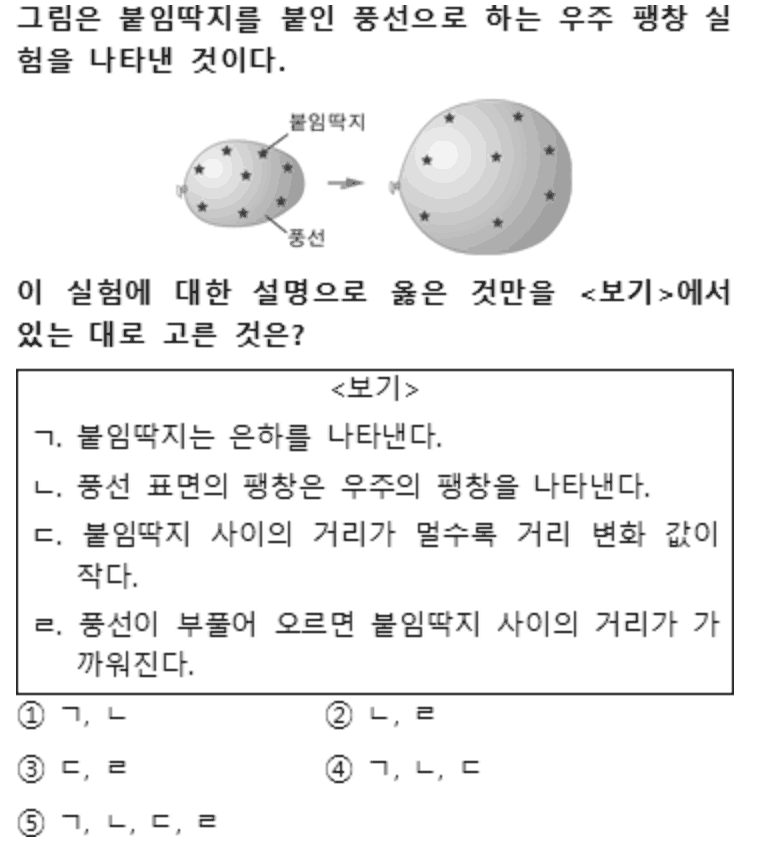 그림은 붙임딱지를 붙인 풍선으로 하는 우주 팽창 실
험을 나타낸 것이다.
붙임딱지
풍선
이 실험에 대한 설명으로 옳은 것만을 <보기>에서
있는 대로 고른 것은?
<보기>
ㄱ. 붙임딱지는 은하를 나타낸다.
ㄴ. 풍선 표면의 팽창은 우주의 팽창을 나타낸다.
ㄷ. 붙임딱지 사이의 거리가 멀수록 거리 변화 값이
작다.
ㄹ. 풍선이 부풀어 오르면 붙임딱지 사이의 거리가 가
까워진다.
① ㄱ, ㄴ ② ㄴ, ㄹ
③ ㄷ, ㄹ ④ ㄱ, ㄴ, ㄷ
⑤ ㄱ, ㄴ, ㄷ, ㄹ